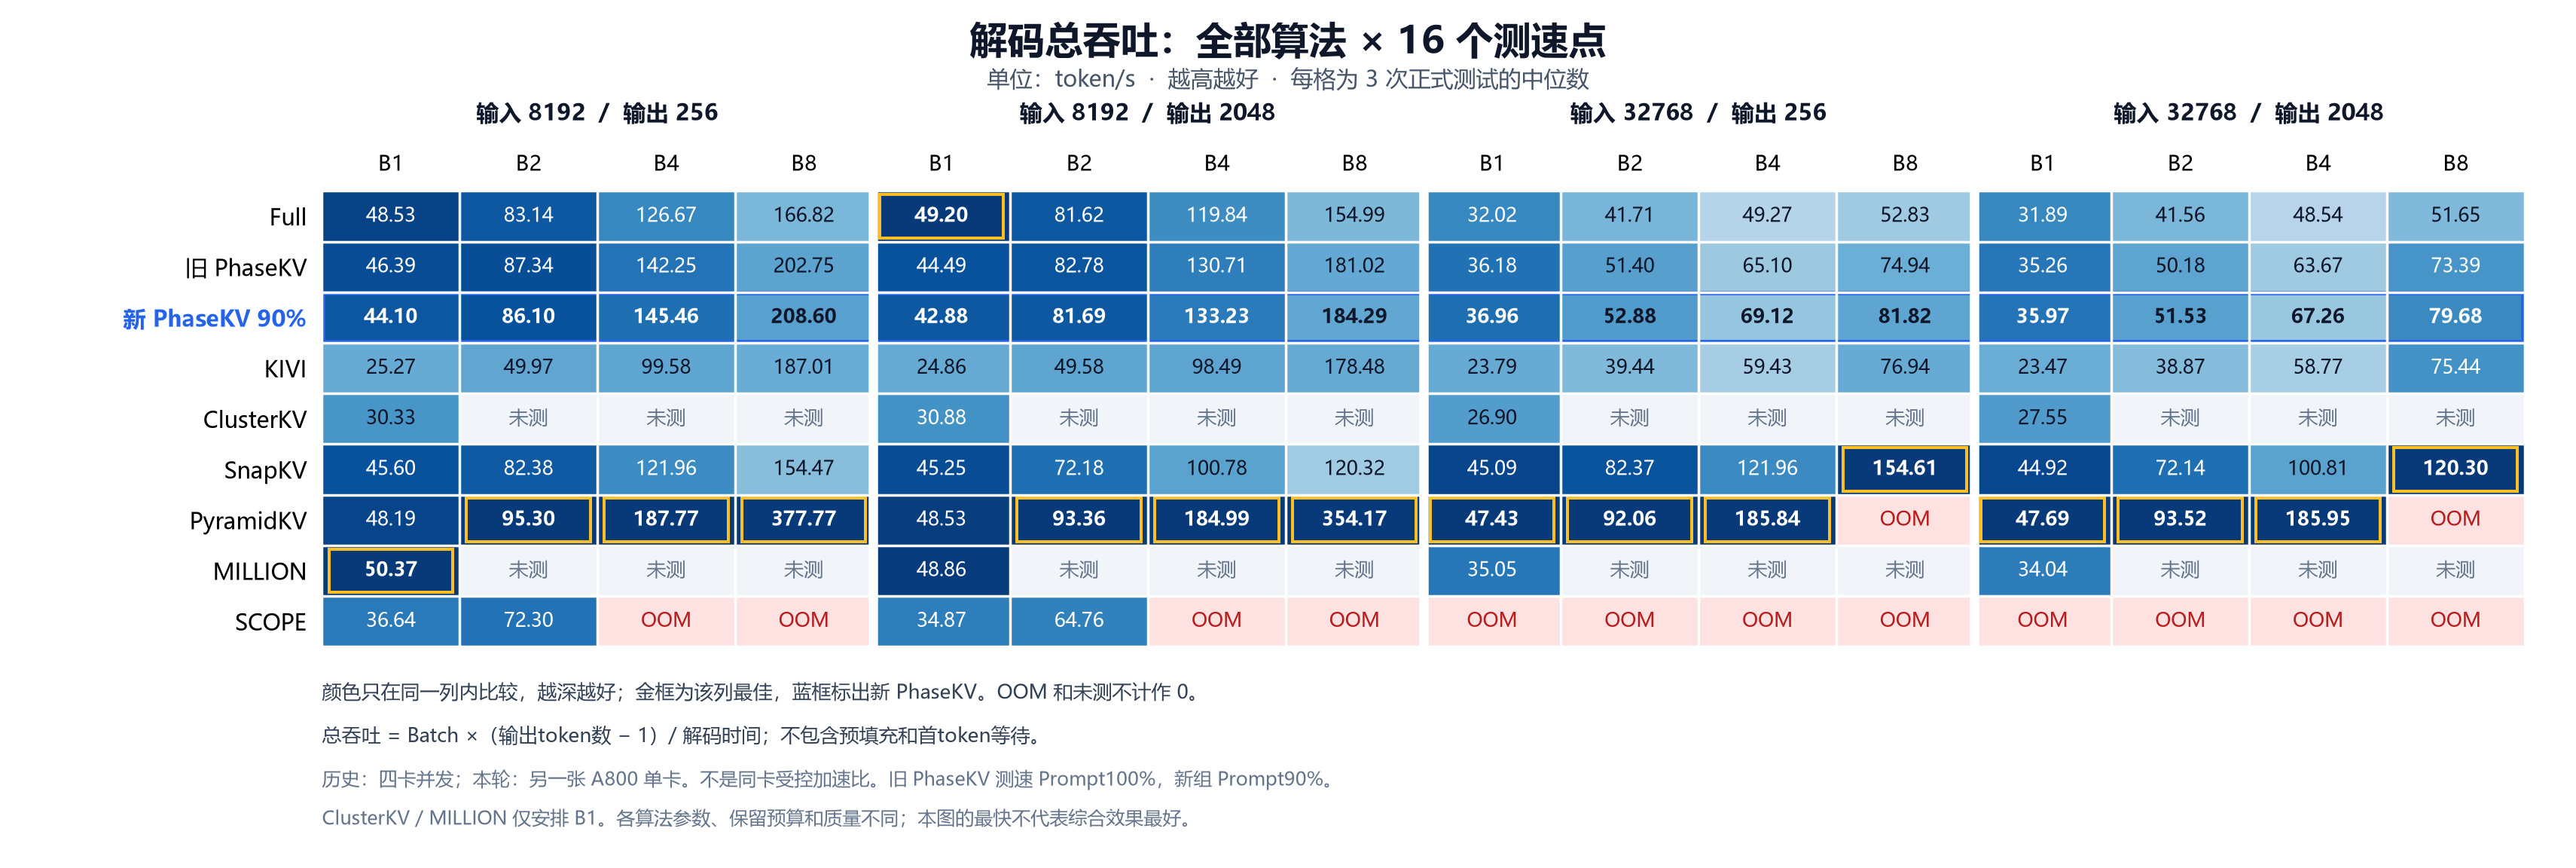 解码总吞吐：全部算法 × 16 个测速点
单位：token/s · 越高越好 · 每格为 3 次正式测试的中位数
输入 8192 / 输出 256 输入 8192 / 输出 2048 输入 32768 / 输出 256 输入 32768 / 输出 2048
B1 B2 B4 B8 B1 B2 B4 B8 B1 B2 B4 B8 B1 B2 B4 B8
Full 48.53 83.14 126.67 166.82 49.20 81.62 119.84 154.99 32.02 41.71 49.27 52.83 31.89 41.56 48.54 51.65
旧 PhaseKV 46.39 87.34 142.25 202.75 44.49 82.78 130.71 181.02 36.18 51.40 65.10 74.94 35.26 50.18 63.67 73.39
新 PhaseKV 90% 44.10 86.10 145.46 208.60 42.88 81.69 133.23 184.29 36.96 52.88 69.12 81.82 35.97 51.53 67.26 79.68
KIVI 25.27 49.97 99.58 187.01 24.86 49.58 98.49 178.48 23.79 39.44 59.43 76.94 23.47 38.87 58.77 75.44
ClusterKV 30.33 未测 未测 未测 30.88 未测 未测 未测 26.90 未测 未测 未测 27.55 未测 未测 未测
SnapKV 45.60 82.38 121.96 154.47 45.25 72.18 100.78 120.32 45.09 82.37 121.96 154.61 44.92 72.14 100.81 120.30
PyramidKV 48.19 95.30 187.77 377.77 48.53 93.36 184.99 354.17 47.43 92.06 185.84 OOM 47.69 93.52 185.95 OOM
MILLION 50.37 未测 未测 未测 48.86 未测 未测 未测 35.05 未测 未测 未测 34.04 未测 未测 未测
SCOPE 36.64 72.30 OOM OOM 34.87 64.76 OOM OOM OOM OOM OOM OOM OOM OOM OOM OOM
颜色只在同一列内比较，越深越好；金框为该列最佳，蓝框标出新 PhaseKV。OOM 和未测不计作 0。
总吞吐 = Batch ×（输出token数 − 1）/ 解码时间；不包含预填充和首token等待。
历史：四卡并发；本轮：另一张 A800 单卡。不是同卡受控加速比。旧 PhaseKV 测速 Prompt100%，新组 Prompt90%。
ClusterKV / MILLION 仅安排 B1。各算法参数、保留预算和质量不同；本图的最快不代表综合效果最好。